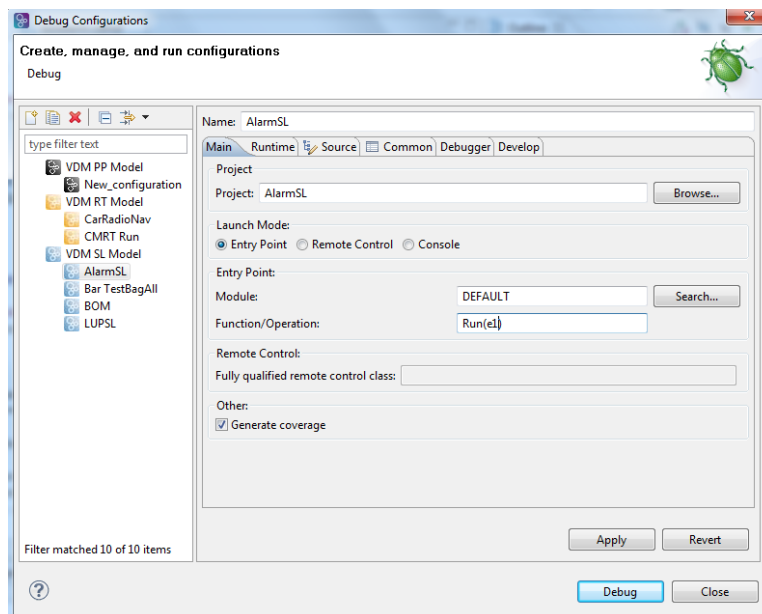 Debug Configurations
Create, manage, and run configurations
Debug
type filter text
VDM PP Model
New_configuration
VDM RT Model
CarRadioNav
CMRT Run
VDM SL Model
AlarmSL
Bar TestBagAll
BOM
LUPSL
Filter matched 10 of 10 items
Name: AlarmSL
Main Runtime Source Common Debugger Develop
Project
Project: AlarmSL Browse...
Launch Mode:
Entry Point Remote Control Console
Entry Point:
Module: DEFAULT Search...
Function/Operation: Run(e1)
Remote Control:
Fully qualified remote control class:
Other:
Generate coverage
Apply Revert
? Debug Close